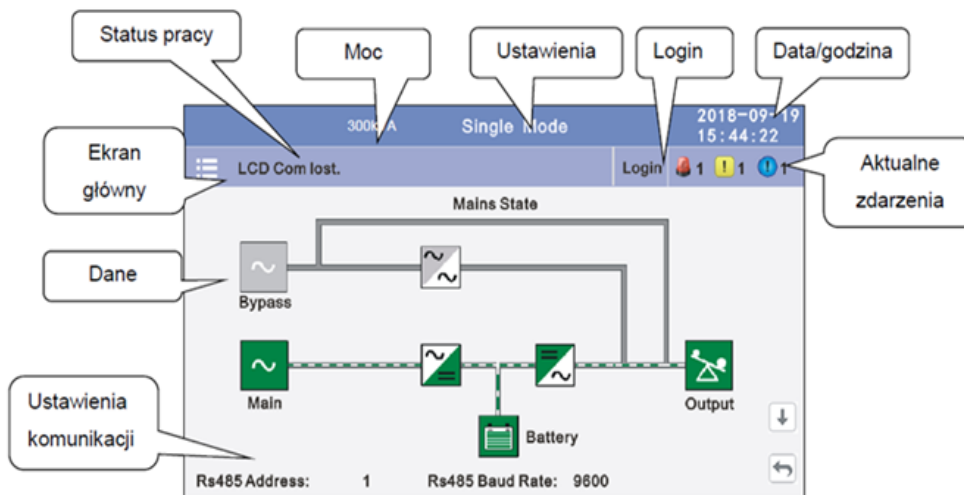 Status pracy
Moc
Ustawienia
Login
Data/godzina
300k A Single Mode 2018-09-19
15:44:22
Ekran
główny
LCD Com lost.
Login 1 1 1
Aktualne
zdarzenia
Mains State
Dane
Bypass
Main
Output
Ustawienia
komunikacji
Battery
Rs485 Address: 1 Rs485 Baud Rate: 9600